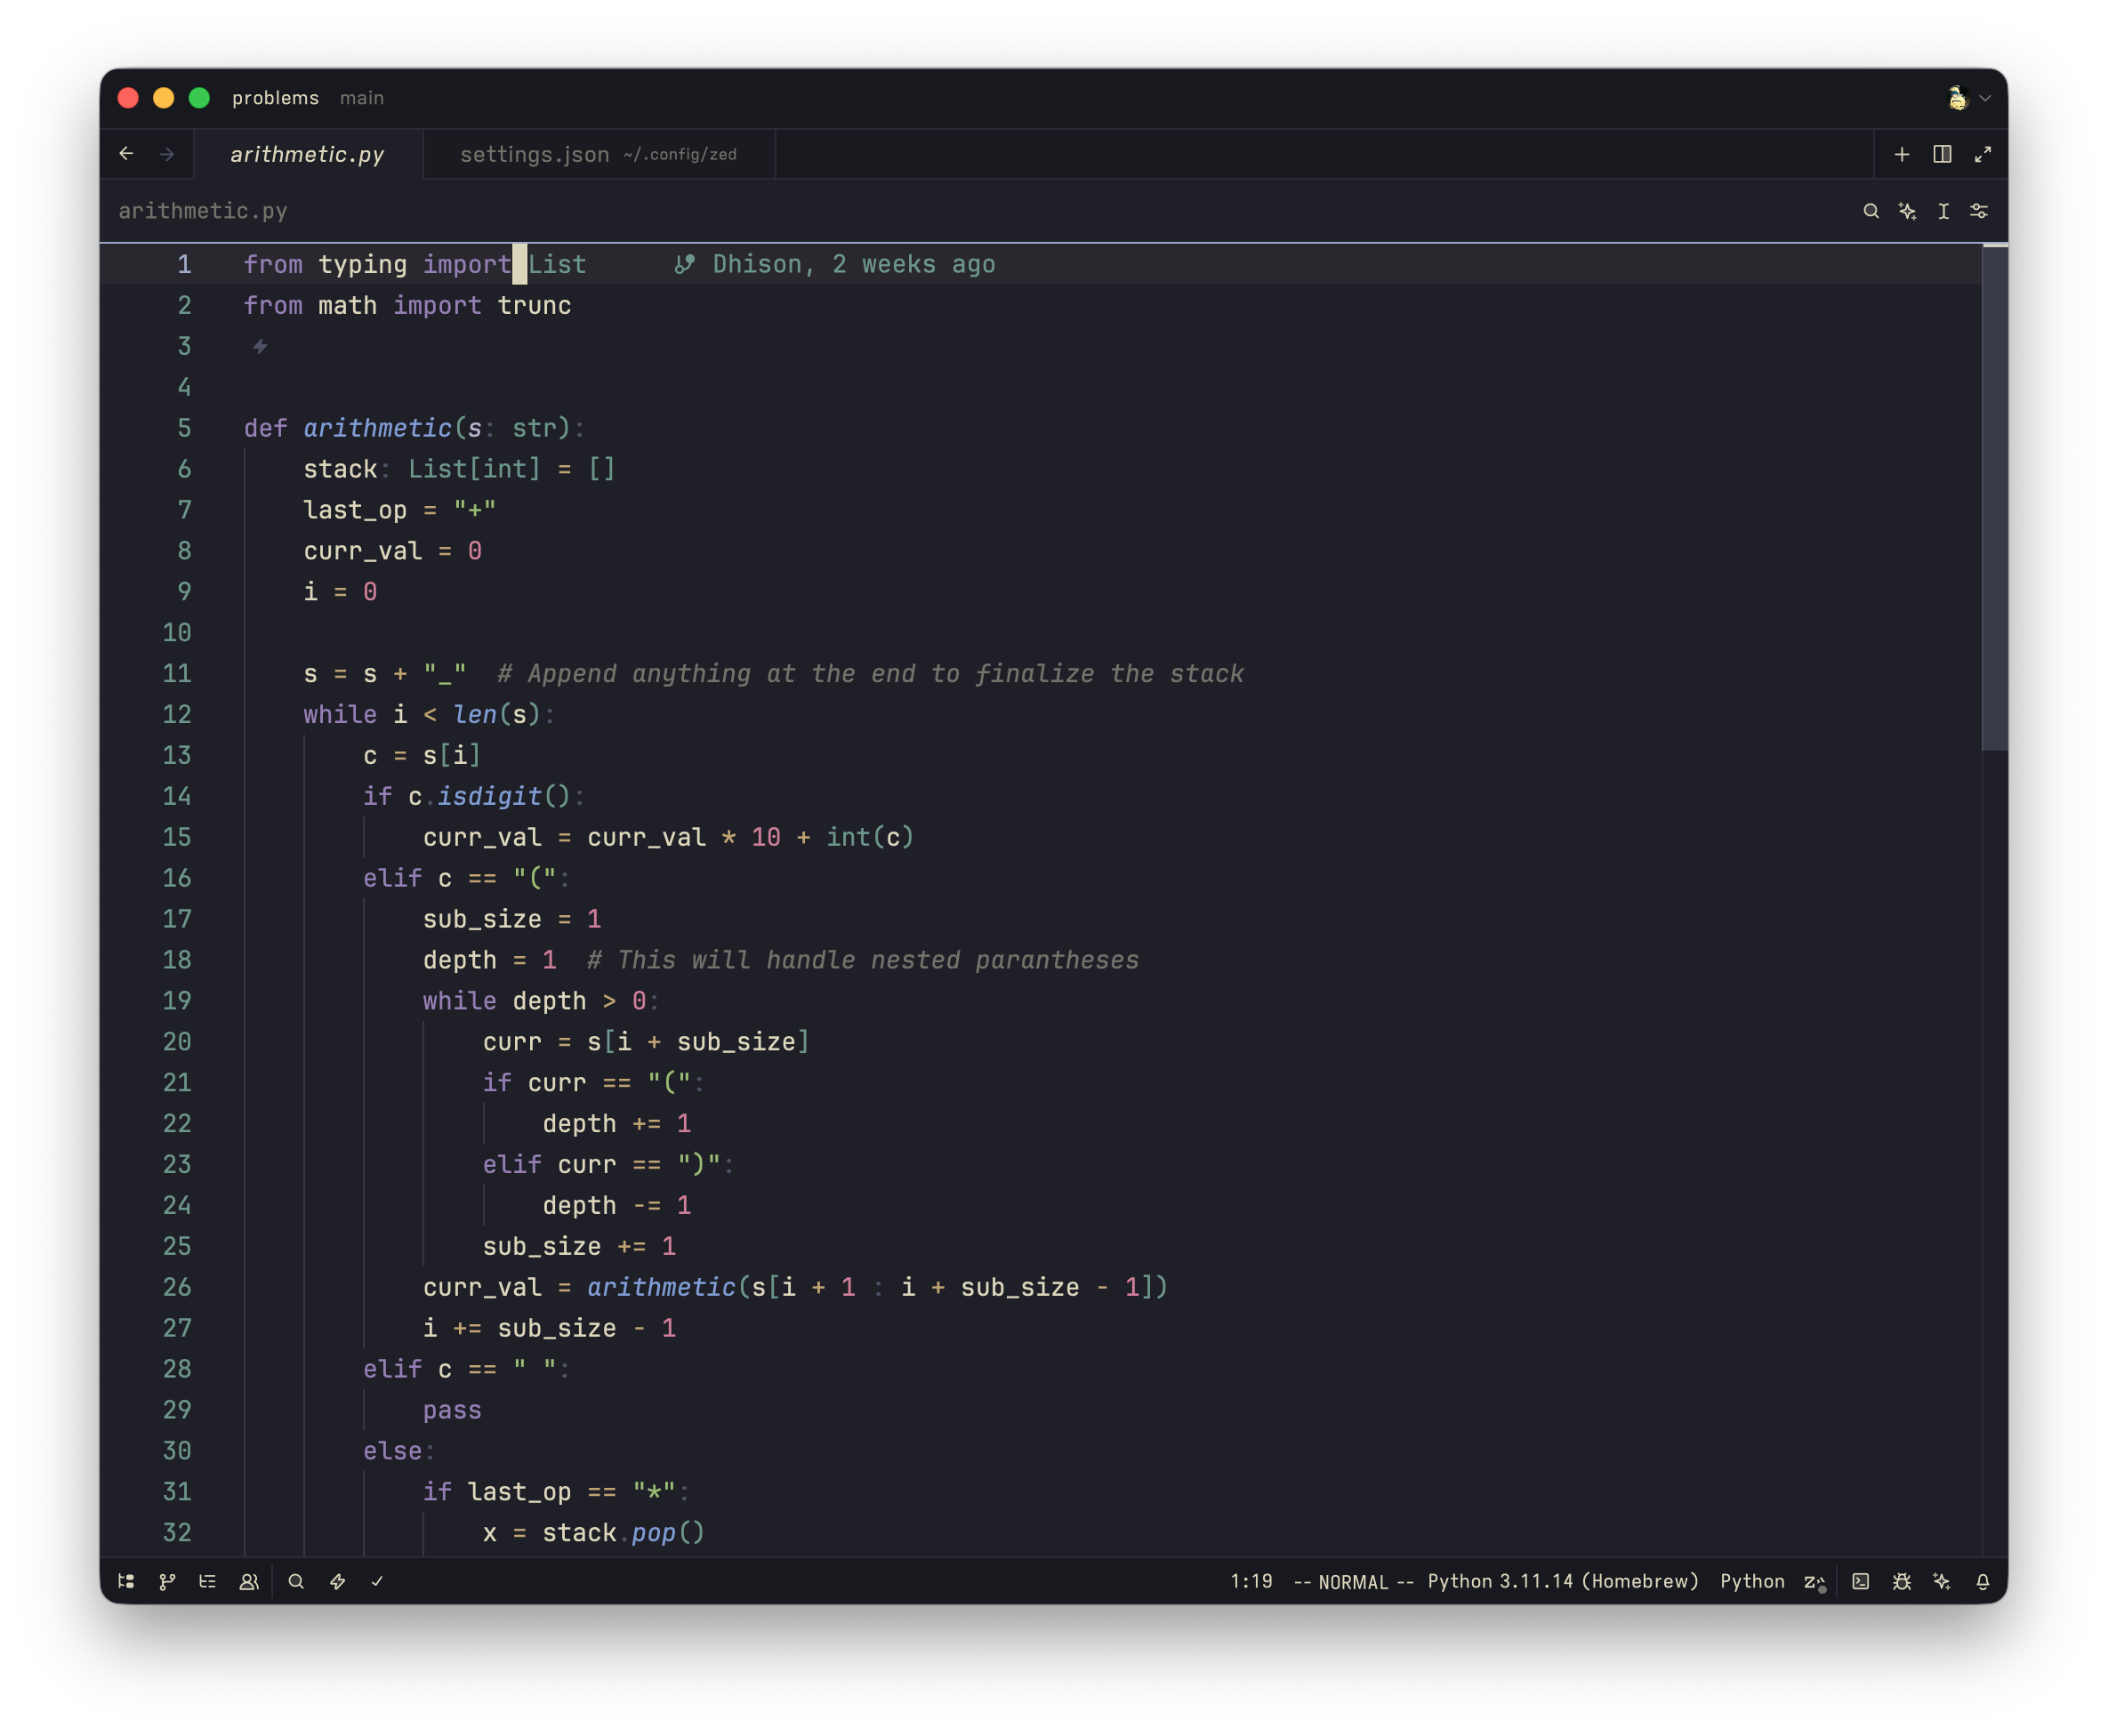 problems main
arithmetic.py settings.json ~/.config/zed
arithmetic.py
1 from typing import List Dhison, 2 weeks ago
2 from math import trunc
3
4
5 def arithmetic(s: str):
6     stack: List[int] = []
7     last_op = "+"
8     curr_val = 0
9     i = 0
10
11     s = s + "_"  # Append anything at the end to finalize the stack
12     while i < len(s):
13         c = s[i]
14         if c.isdigit():
15             curr_val = curr_val * 10 + int(c)
16         elif c == "(":
17             sub_size = 1
18             depth = 1  # This will handle nested parantheses
19             while depth > 0:
20                 curr = s[i + sub_size]
21                 if curr == "(":
22                     depth += 1
23                 elif curr == ")":
24                     depth -= 1
25                 sub_size += 1
26             curr_val = arithmetic(s[i + 1 : i + sub_size - 1])
27             i += sub_size - 1
28         elif c == " ":
29             pass
30         else:
31             if last_op == "*":
32                 x = stack.pop()
1:19 -- NORMAL -- Python 3.11.14 (Homebrew) Python